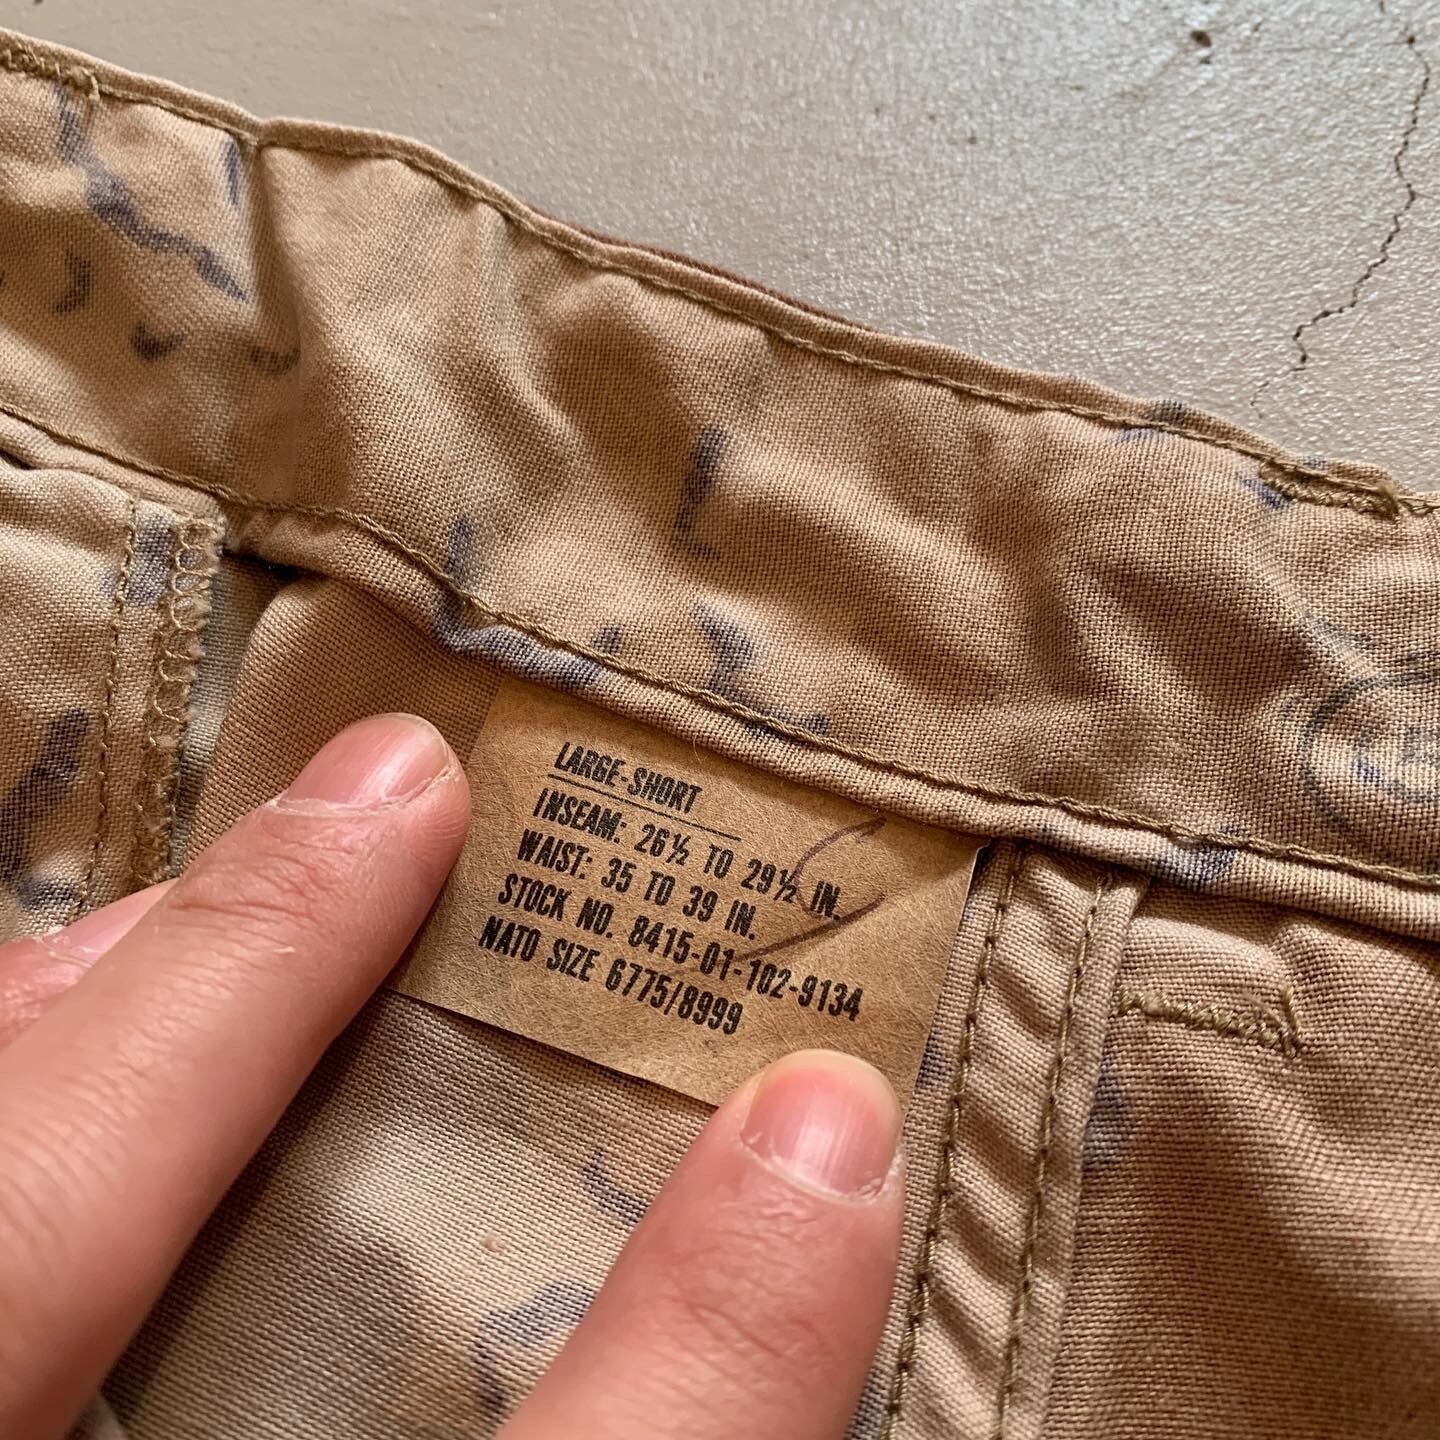 LARGE-SHORT
INSEAM: 26½ TO 29½ IN.
WAIST: 35 TO 39 IN.
STOCK NO. 8415-01-102-9134
NATO SIZE 6775/8999